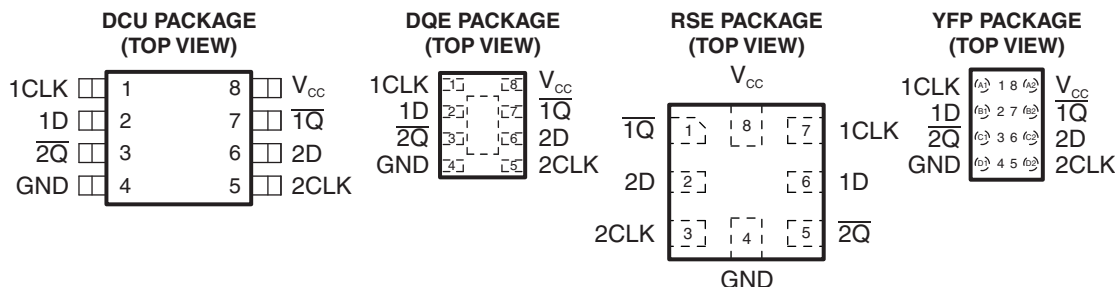 DCU PACKAGE
(TOP VIEW)
1CLK 1 8 V_CC
1D 2 7 1Q̅
2Q̅ 3 6 2D
GND 4 5 2CLK
DQE PACKAGE
(TOP VIEW)
1CLK 1 8 V_CC
1D 2 7 1Q̅
2Q̅ 3 6 2D
GND 4 5 2CLK
RSE PACKAGE
(TOP VIEW)
V_CC
1Q̅ 1 8 7 1CLK
2D 2 6 1D
2CLK 3 4 5 2Q̅
GND
YFP PACKAGE
(TOP VIEW)
1CLK A1 1 8 A2 V_CC
1D B1 2 7 B2 1Q̅
2Q̅ C1 3 6 C2 2D
GND D1 4 5 D2 2CLK